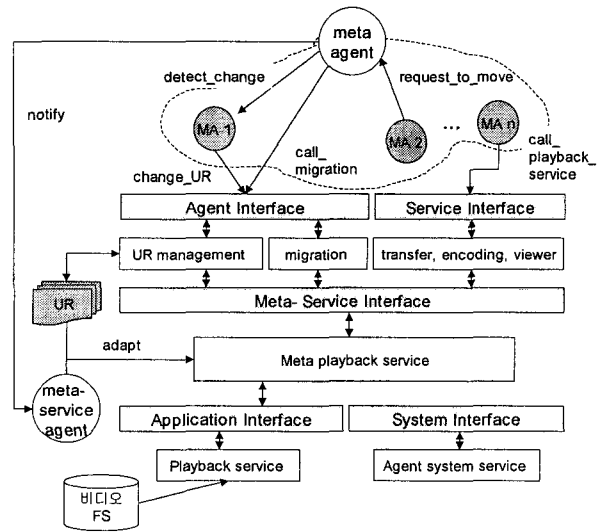 meta
agent
detect_change
request_to_move
notify
MA 1
MA 2
...
MA n
call_
migration
call_
playback_
service
change_UR
Agent Interface
Service Interface
UR management
migration
transfer, encoding, viewer
UR
Meta- Service Interface
adapt
Meta playback service
meta-
service
agent
Application Interface
System Interface
Playback service
Agent system service
비디오
FS